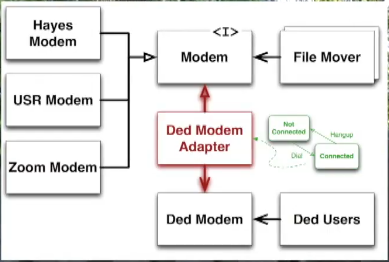 Hayes
Modem
<I>
Modem
File Mover
USR Modem
Ded Modem
Adapter
Not
Connected
Hangup
Dial
Connected
Zoom Modem
Ded Modem
Ded Users